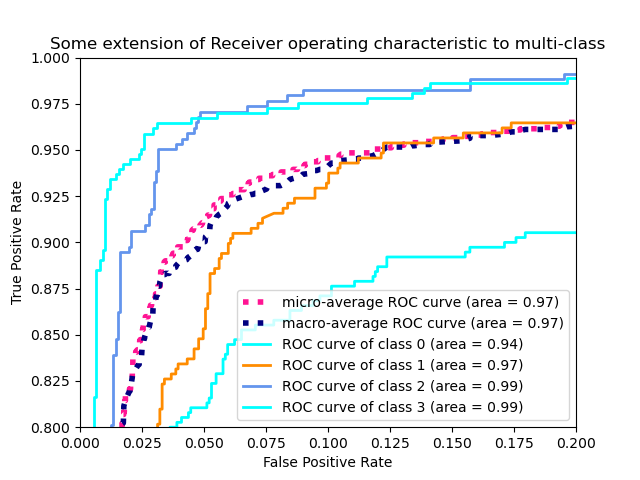 Some extension of Receiver operating characteristic to multi-class
True Positive Rate
1.000
0.975
0.950
0.925
0.900
0.875
0.850
0.825
0.800
micro-average ROC curve (area = 0.97)
macro-average ROC curve (area = 0.97)
ROC curve of class 0 (area = 0.94)
ROC curve of class 1 (area = 0.97)
ROC curve of class 2 (area = 0.99)
ROC curve of class 3 (area = 0.99)
0.000 0.025 0.050 0.075 0.100 0.125 0.150 0.175 0.200
False Positive Rate